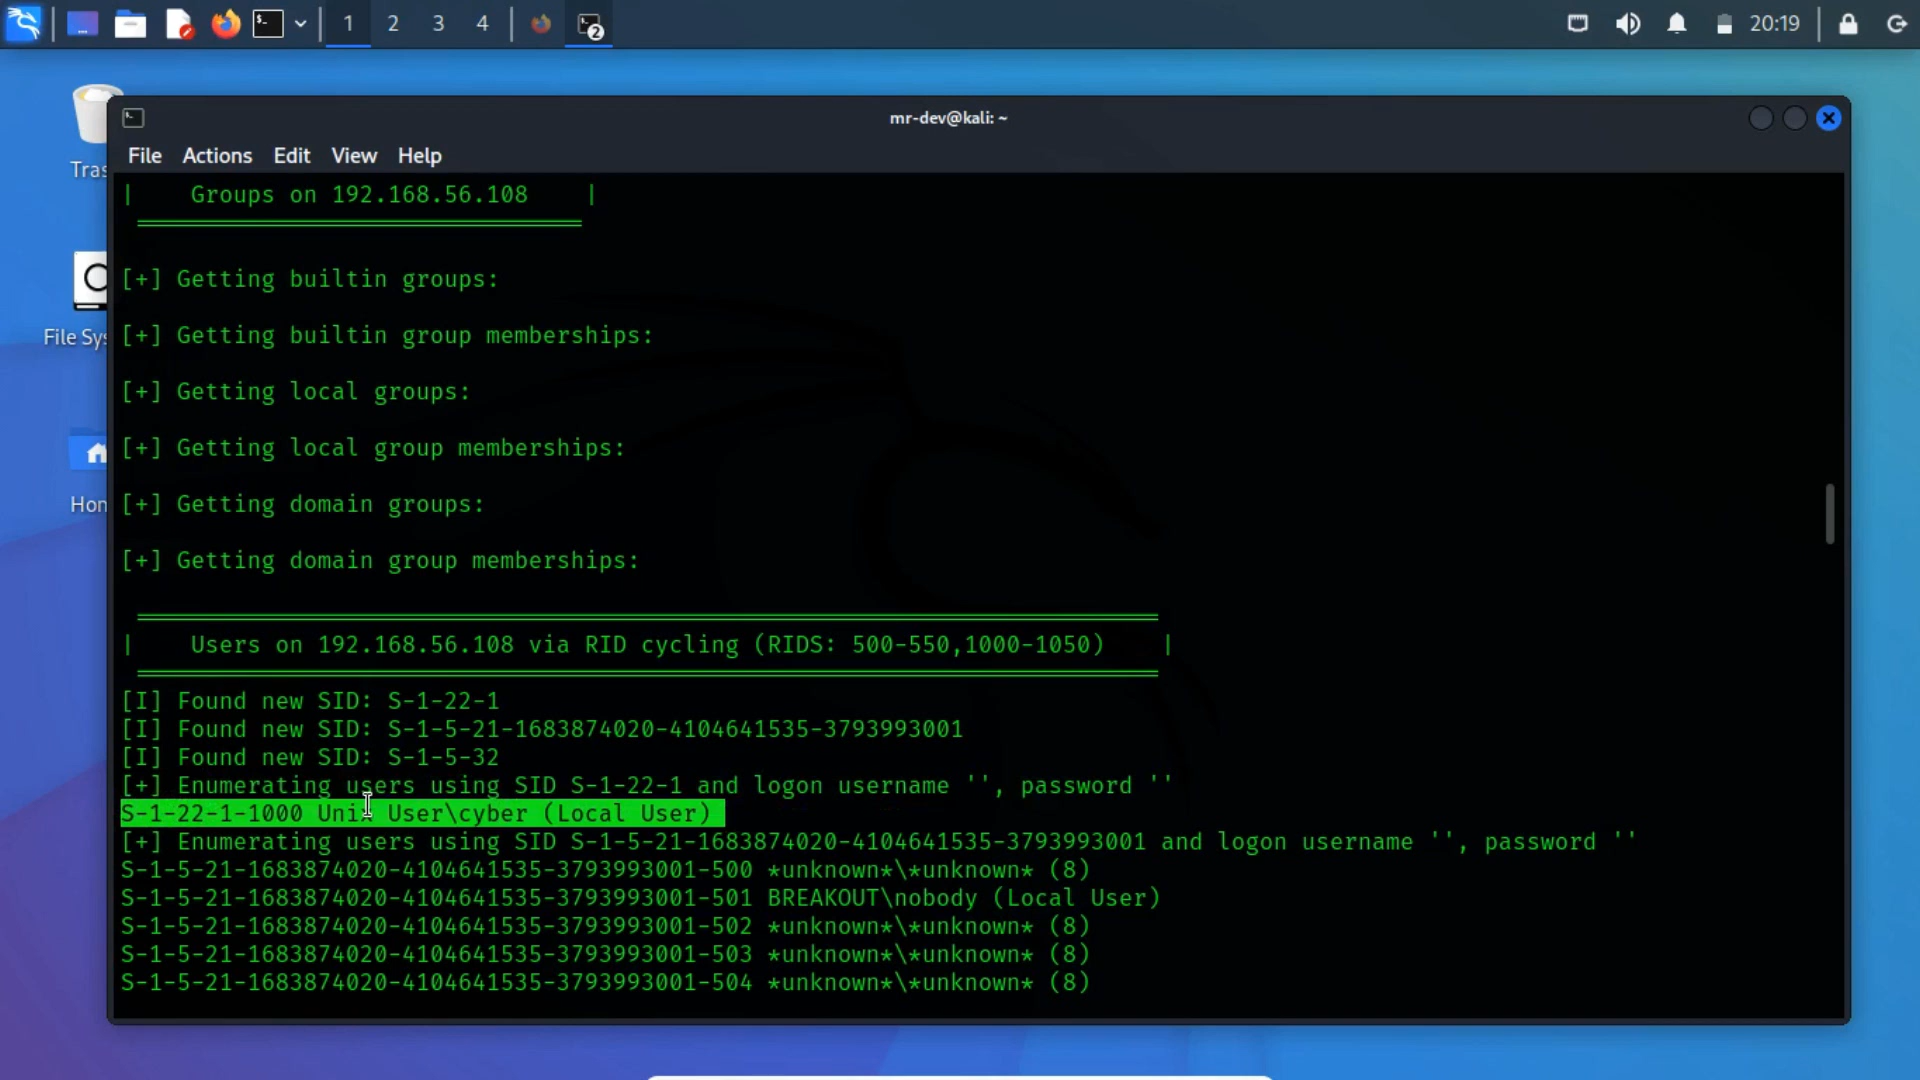 1 2 3 4
2
20:19
Tras
File Sys
Hon
mr-dev@kali: ~
File Actions Edit View Help
| Groups on 192.168.56.108 |
[+] Getting builtin groups:
[+] Getting builtin group memberships:
[+] Getting local groups:
[+] Getting local group memberships:
[+] Getting domain groups:
[+] Getting domain group memberships:
| Users on 192.168.56.108 via RID cycling (RIDS: 500-550,1000-1050) |
[I] Found new SID: S-1-22-1
[I] Found new SID: S-1-5-21-1683874020-4104641535-3793993001
[I] Found new SID: S-1-5-32
[+] Enumerating users using SID S-1-22-1 and logon username '', password ''
S-1-22-1-1000 Unix User\cyber (Local User)
[+] Enumerating users using SID S-1-5-21-1683874020-4104641535-3793993001 and logon username '', password ''
S-1-5-21-1683874020-4104641535-3793993001-500 *unknown*\*unknown* (8)
S-1-5-21-1683874020-4104641535-3793993001-501 BREAKOUT\nobody (Local User)
S-1-5-21-1683874020-4104641535-3793993001-502 *unknown*\*unknown* (8)
S-1-5-21-1683874020-4104641535-3793993001-503 *unknown*\*unknown* (8)
S-1-5-21-1683874020-4104641535-3793993001-504 *unknown*\*unknown* (8)